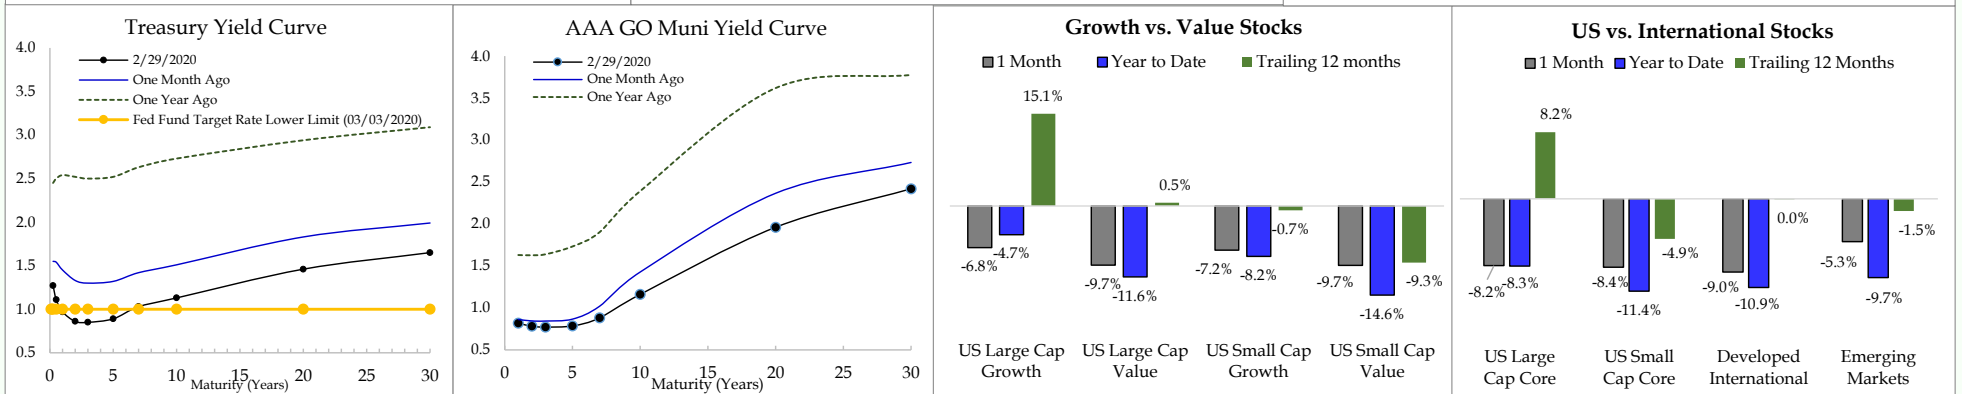 Treasury Yield Curve
4.0
3.5
3.0
2.5
2.0
1.5
1.0
0.5
2/29/2020
One Month Ago
One Year Ago
Fed Fund Target Rate Lower Limit (03/03/2020)
0 5 10 15 20 25 30
Maturity (Years)
AAA GO Muni Yield Curve
4.0
3.5
3.0
2.5
2.0
1.5
1.0
0.5
2/29/2020
One Month Ago
One Year Ago
0 5 10 15 20 25 30
Maturity (Years)
Growth vs. Value Stocks
1 Month Year to Date Trailing 12 months
15.1%
0.5%
-0.7%
-6.8% -4.7%
-9.7% -11.6%
-7.2% -8.2%
-9.7% -14.6% -9.3%
US Large Cap Growth
US Large Cap Value
US Small Cap Growth
US Small Cap Value
US vs. International Stocks
1 Month Year to Date Trailing 12 Months
8.2%
0.0%
-1.5%
-4.9%
-8.2% -8.3%
-8.4% -11.4%
-9.0% -10.9%
-5.3% -9.7%
US Large Cap Core
US Small Cap Core
Developed International
Emerging Markets